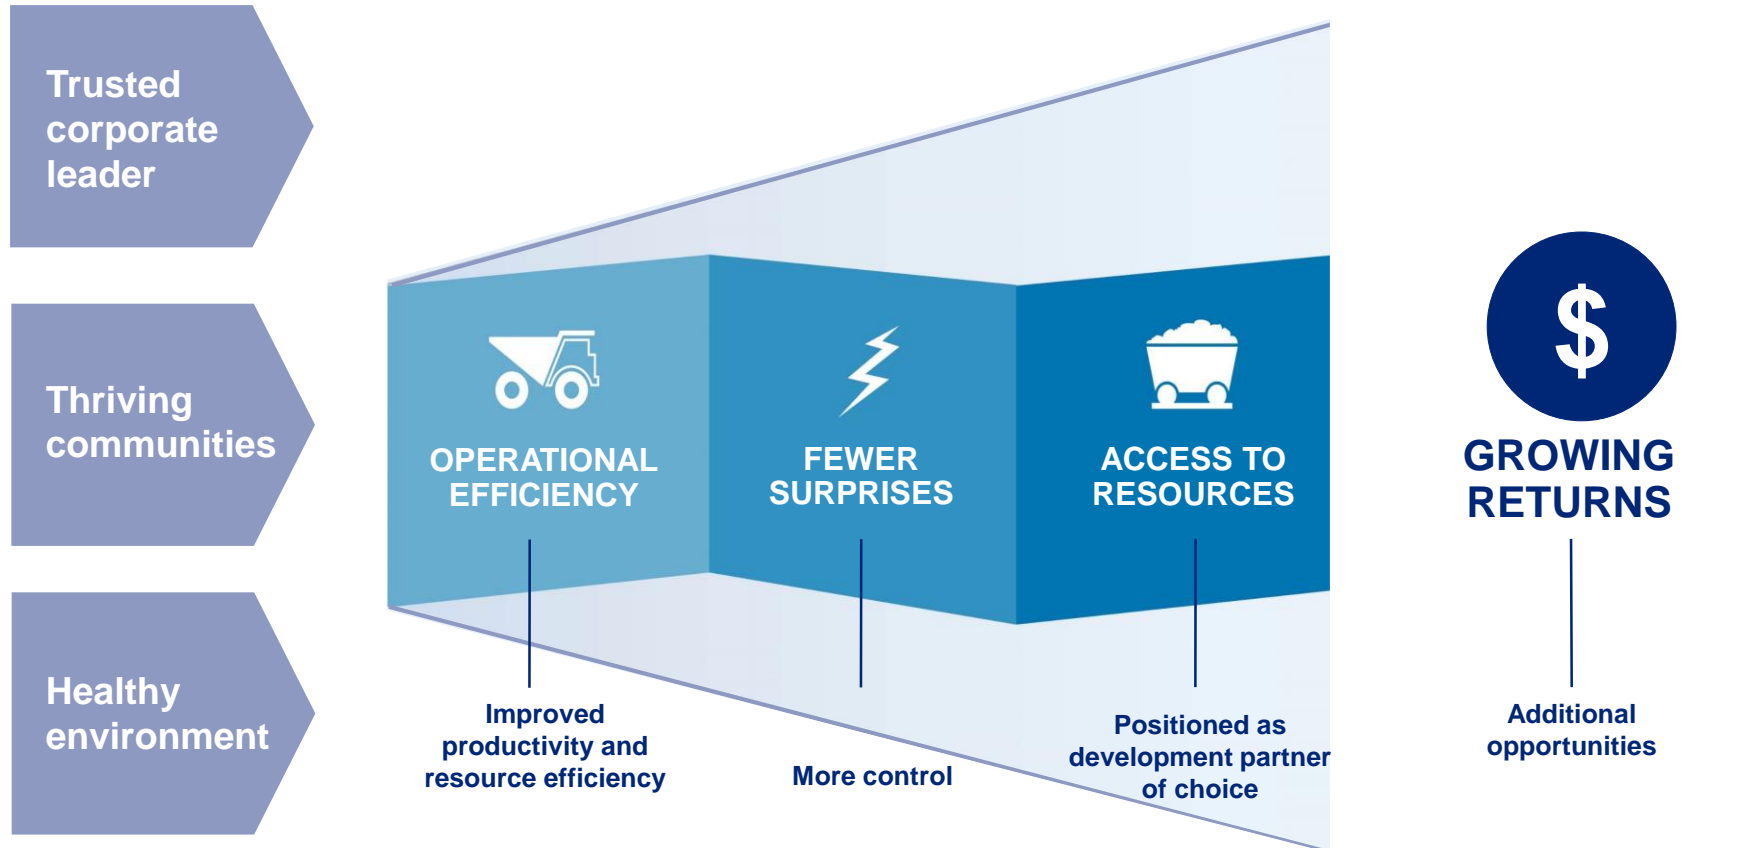 Trusted
corporate
leader
Thriving
communities
Healthy
environment
OPERATIONAL
EFFICIENCY
Improved
productivity and
resource efficiency
FEWER
SURPRISES
More control
ACCESS TO
RESOURCES
Positioned as
development partner
of choice
$
GROWING
RETURNS
Additional
opportunities